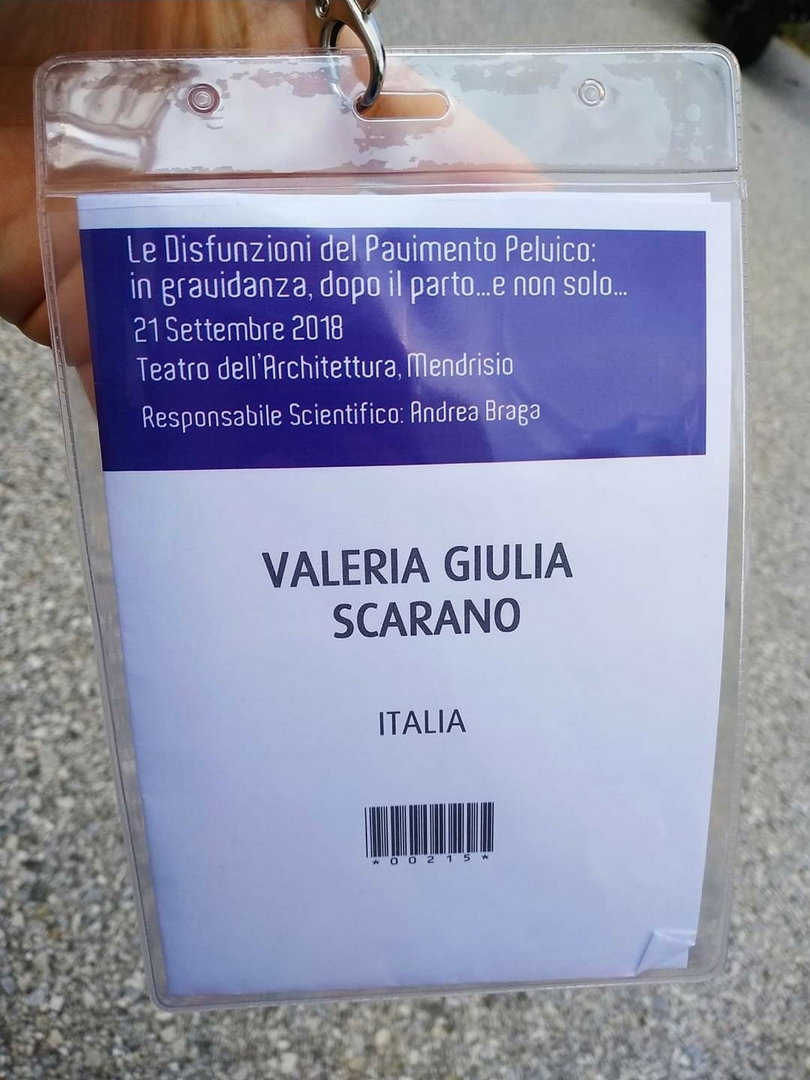 Le Disfunzioni del Pavimento Pelvico:
in gravidanza, dopo il parto...e non solo...
21 Settembre 2018
Teatro dell'Architettura, Mendrisio
Responsabile Scientifico: Andrea Braga
VALERIA GIULIA
SCARANO
ITALIA
*00215*